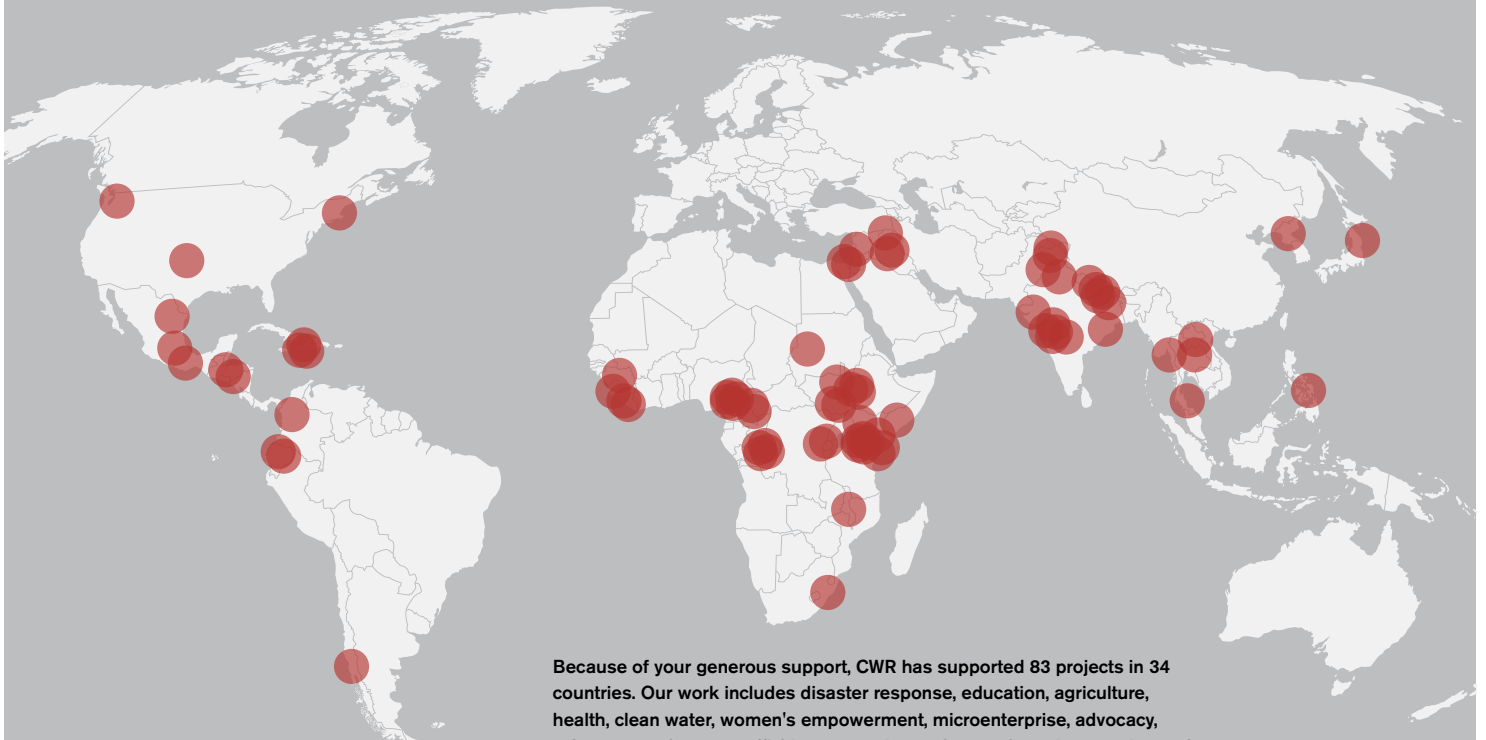 Because of your generous support, CWR has supported 83 projects in 34
countries. Our work includes disaster response, education, agriculture,
health, clean water, women's empowerment, microenterprise, advocacy,